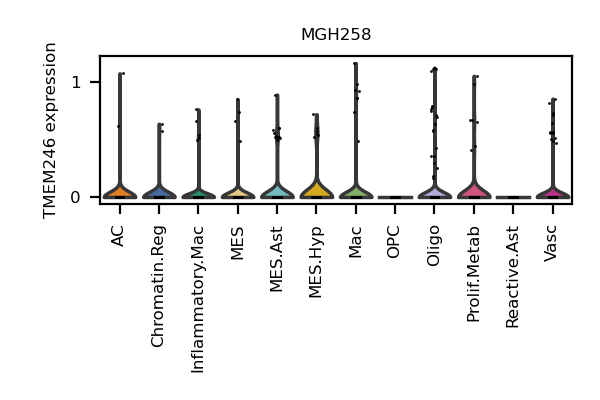 MGH258
TMEM246 expression
1
0
AC
Chromatin.Reg
Inflammatory.Mac
MES
MES.Ast
MES.Hyp
Mac
OPC
Oligo
Prolif.Metab
Reactive.Ast
Vasc